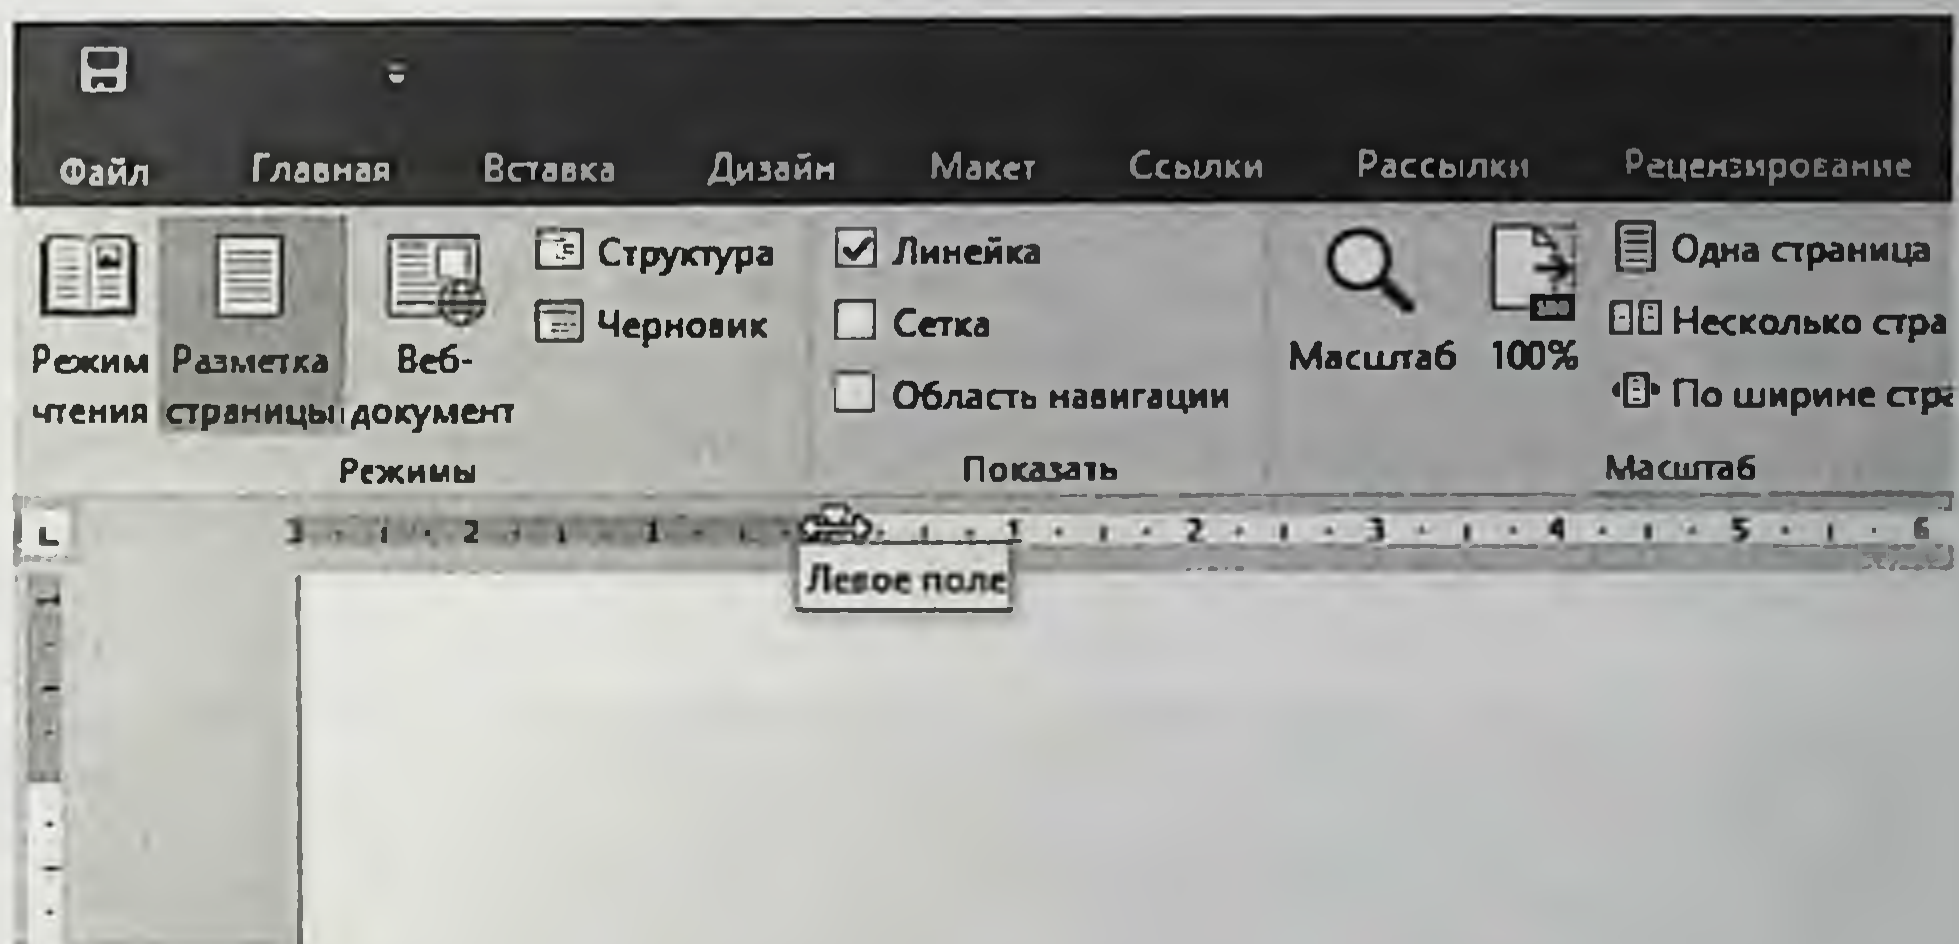 Файл Главная Вставка Дизайн Макет Ссылки Рассылки Рецензирование
Режим чтения
Разметка страницы
Веб-документ
Структура
Черновик
Режимы
Линейка
Сетка
Область навигации
Показать
Масштаб
100%
Одна страница
Несколько стра
По ширине стра
Масштаб
L
3 2 1 1 2 3 4 5 6
Левое поле
1